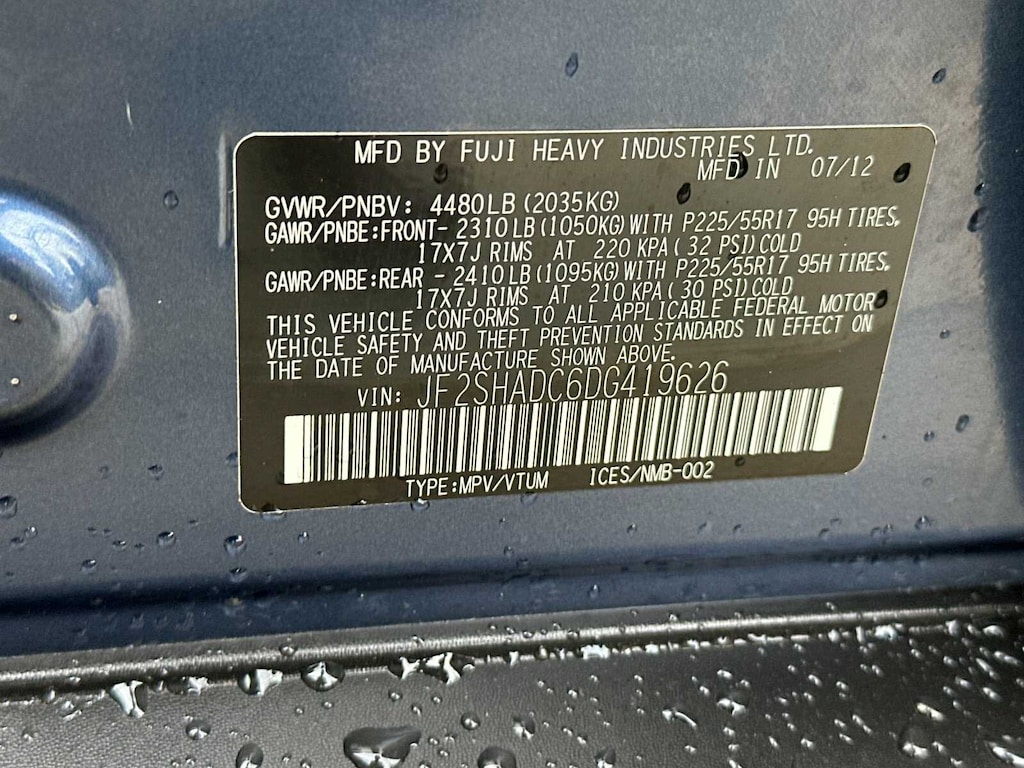 MFD BY FUJI HEAVY INDUSTRIES LTD.
MFD IN 07/12
GVWR/PNBV: 4480LB(2035KG)
GAWR/PNBE:FRONT- 2310LB(1050KG)WITH P225/55R17 95H TIRES,
17X7J RIMS AT 220 KPA( 32 PSI)COLD
GAWR/PNBE:REAR - 2410LB(1095KG)WITH P225/55R17 95H TIRES,
17X7J RIMS AT 210 KPA( 30 PSI)COLD
THIS VEHICLE CONFORMS TO ALL APPLICABLE FEDERAL MOTOR
VEHICLE SAFETY AND THEFT PREVENTION STANDARDS IN EFFECT ON
THE DATE OF MANUFACTURE SHOWN ABOVE.
VIN: JF2SHADC6DG419626
TYPE:MPV/VTUM ICES/NMB-002